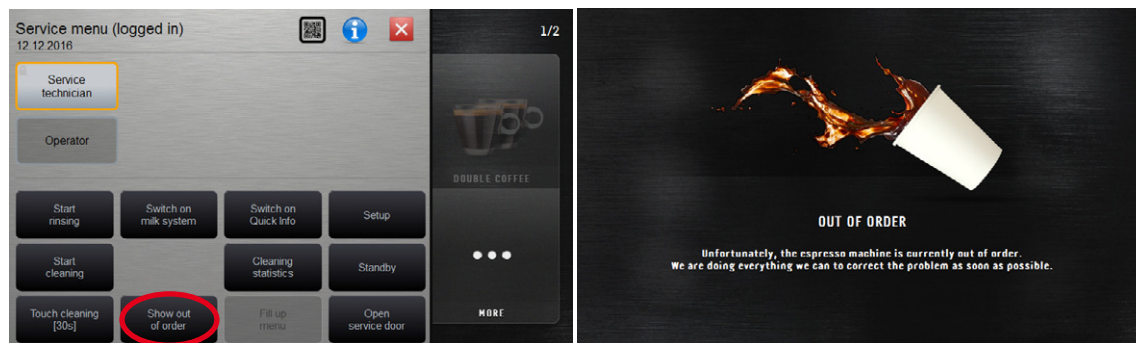 Service menu (logged in)
12.12.2016
1/2
Service
technician
Operator
DOUBLE COFFEE
Start
rinsing
Switch on
milk system
Switch on
Quick Info
Setup
Start
cleaning
Cleaning
statistics
Standby
Touch cleaning
[30s]
Show out
of order
Fill up
menu
Open
service door
MORE
OUT OF ORDER
Unfortunately, the espresso machine is currently out of order.
We are doing everything we can to correct the problem as soon as possible.